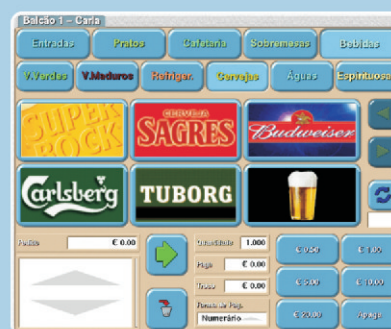 Balcão 1 - Carla
Entradas Pratos Cafetaria Sobremesas Bebidas
V.Verdes V.Maduros Refriger. Cervejas Águas Espirituosa
SUPER BOCK
CERVEJA SAGRES
Budweiser
Carlsberg
TUBORG
Pedido € 0.00
Quantidade 1.000
Pago € 0.00
Troco € 0.00
Forma de Pag.
Numerário
€ 0.50 € 1.00
€ 5.00 € 10.00
€ 20.00 Apaga